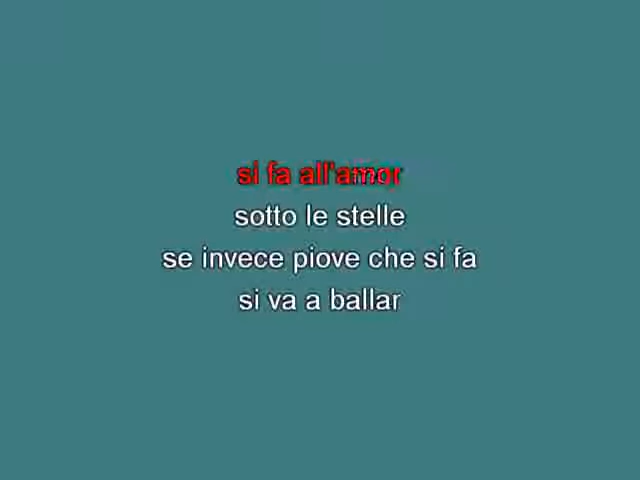 si fa all'amor
sotto le stelle
se invece piove che si fa
si va a ballar